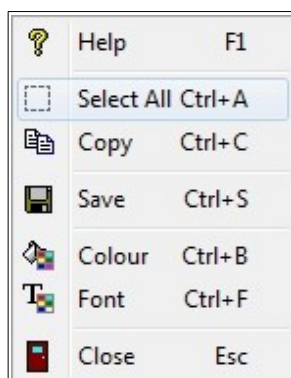 Help F1
Select All Ctrl+A
Copy Ctrl+C
Save Ctrl+S
Colour Ctrl+B
Font Ctrl+F
Close Esc